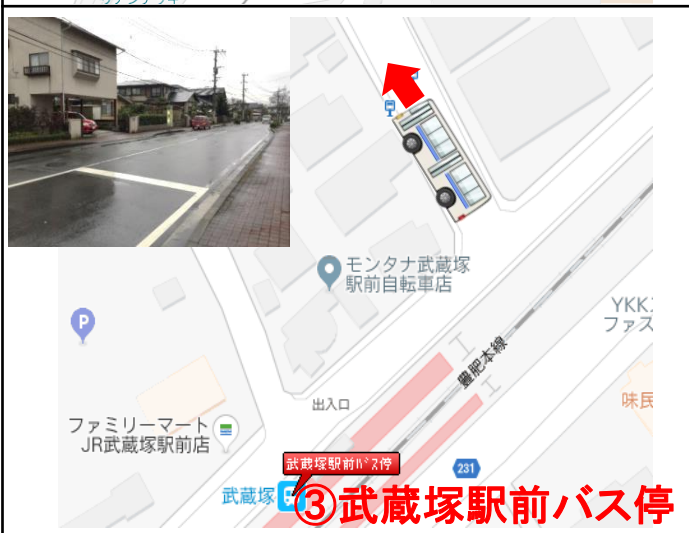 モンタナ武蔵塚
駅前自転車店
YKK
ファス
P
豊肥本線
出入口
味民
ファミリーマート
JR武蔵塚駅前店
武蔵塚駅前バス停
231
武蔵塚
③武蔵塚駅前バス停